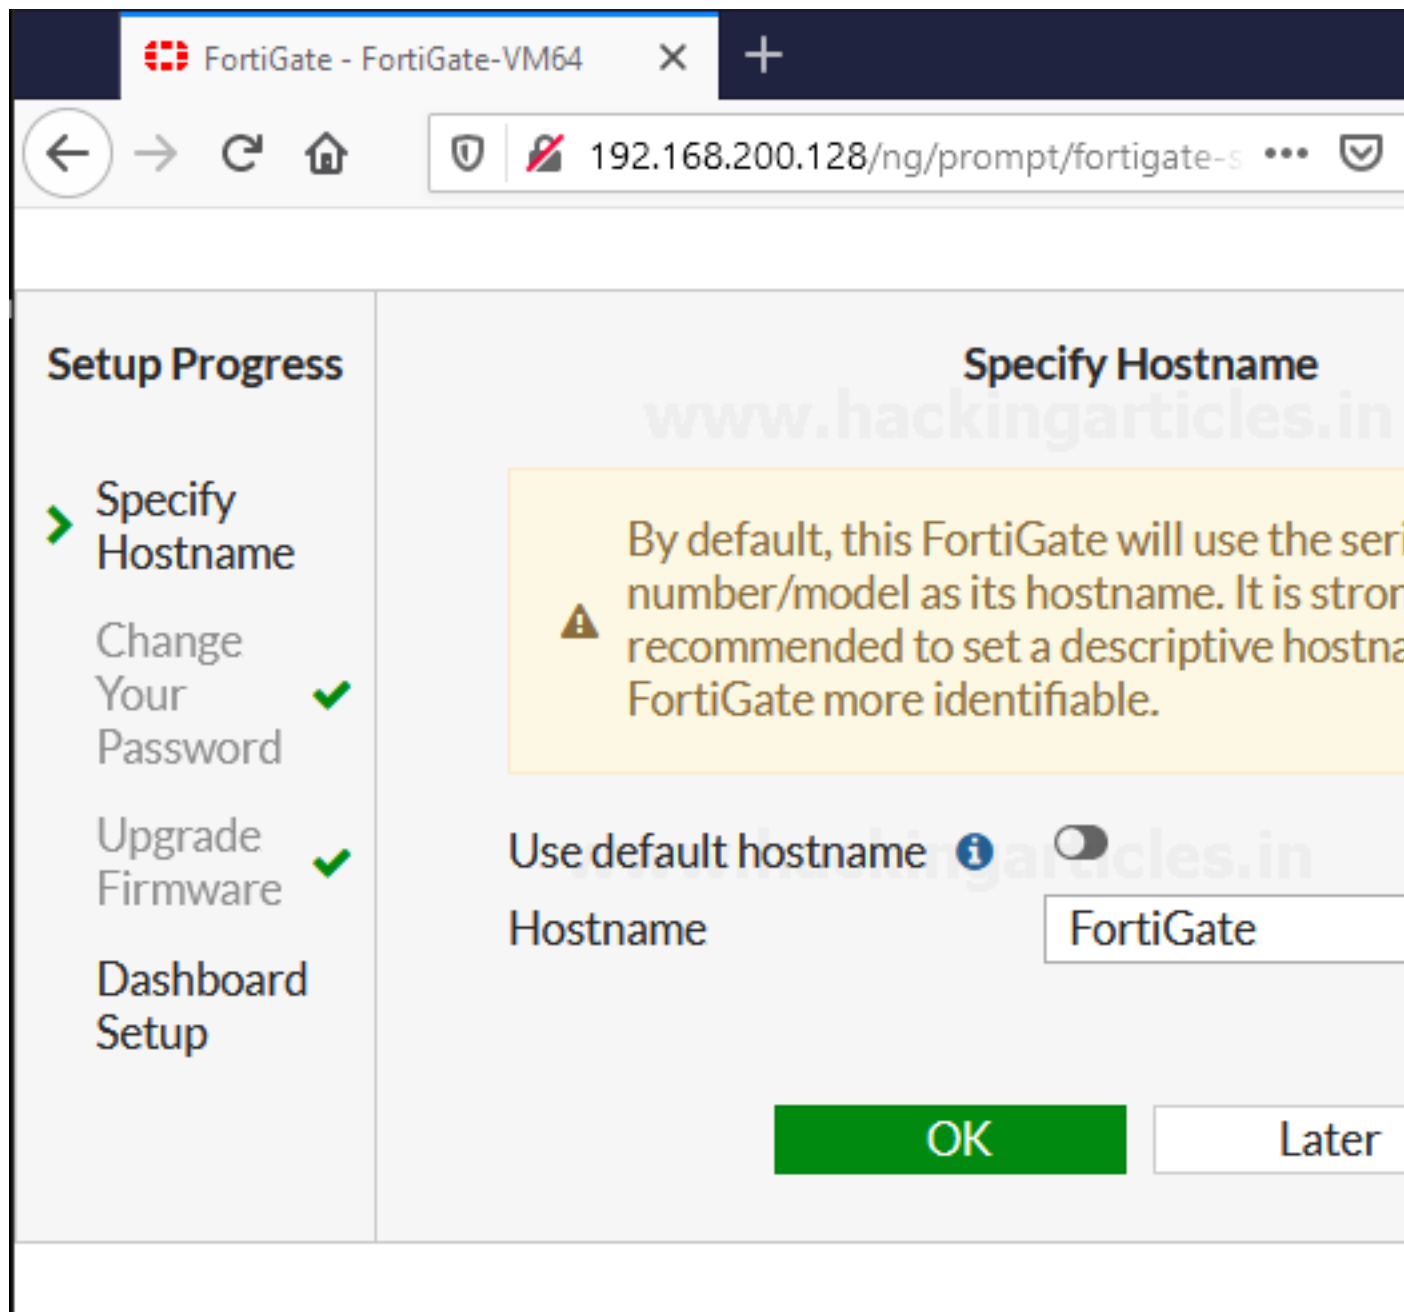 FortiGate - FortiGate-VM64
192.168.200.128/ng/prompt/fortigate-s
Setup Progress
Specify
Hostname
Change
Your
Password
Upgrade
Firmware
Dashboard
Setup
Specify Hostname
www.hackingarticles.in
By default, this FortiGate will use the seri
number/model as its hostname. It is stron
recommended to set a descriptive hostna
FortiGate more identifiable.
Use default hostname
www.hackingarticles.in
Hostname
FortiGate
OK
Later